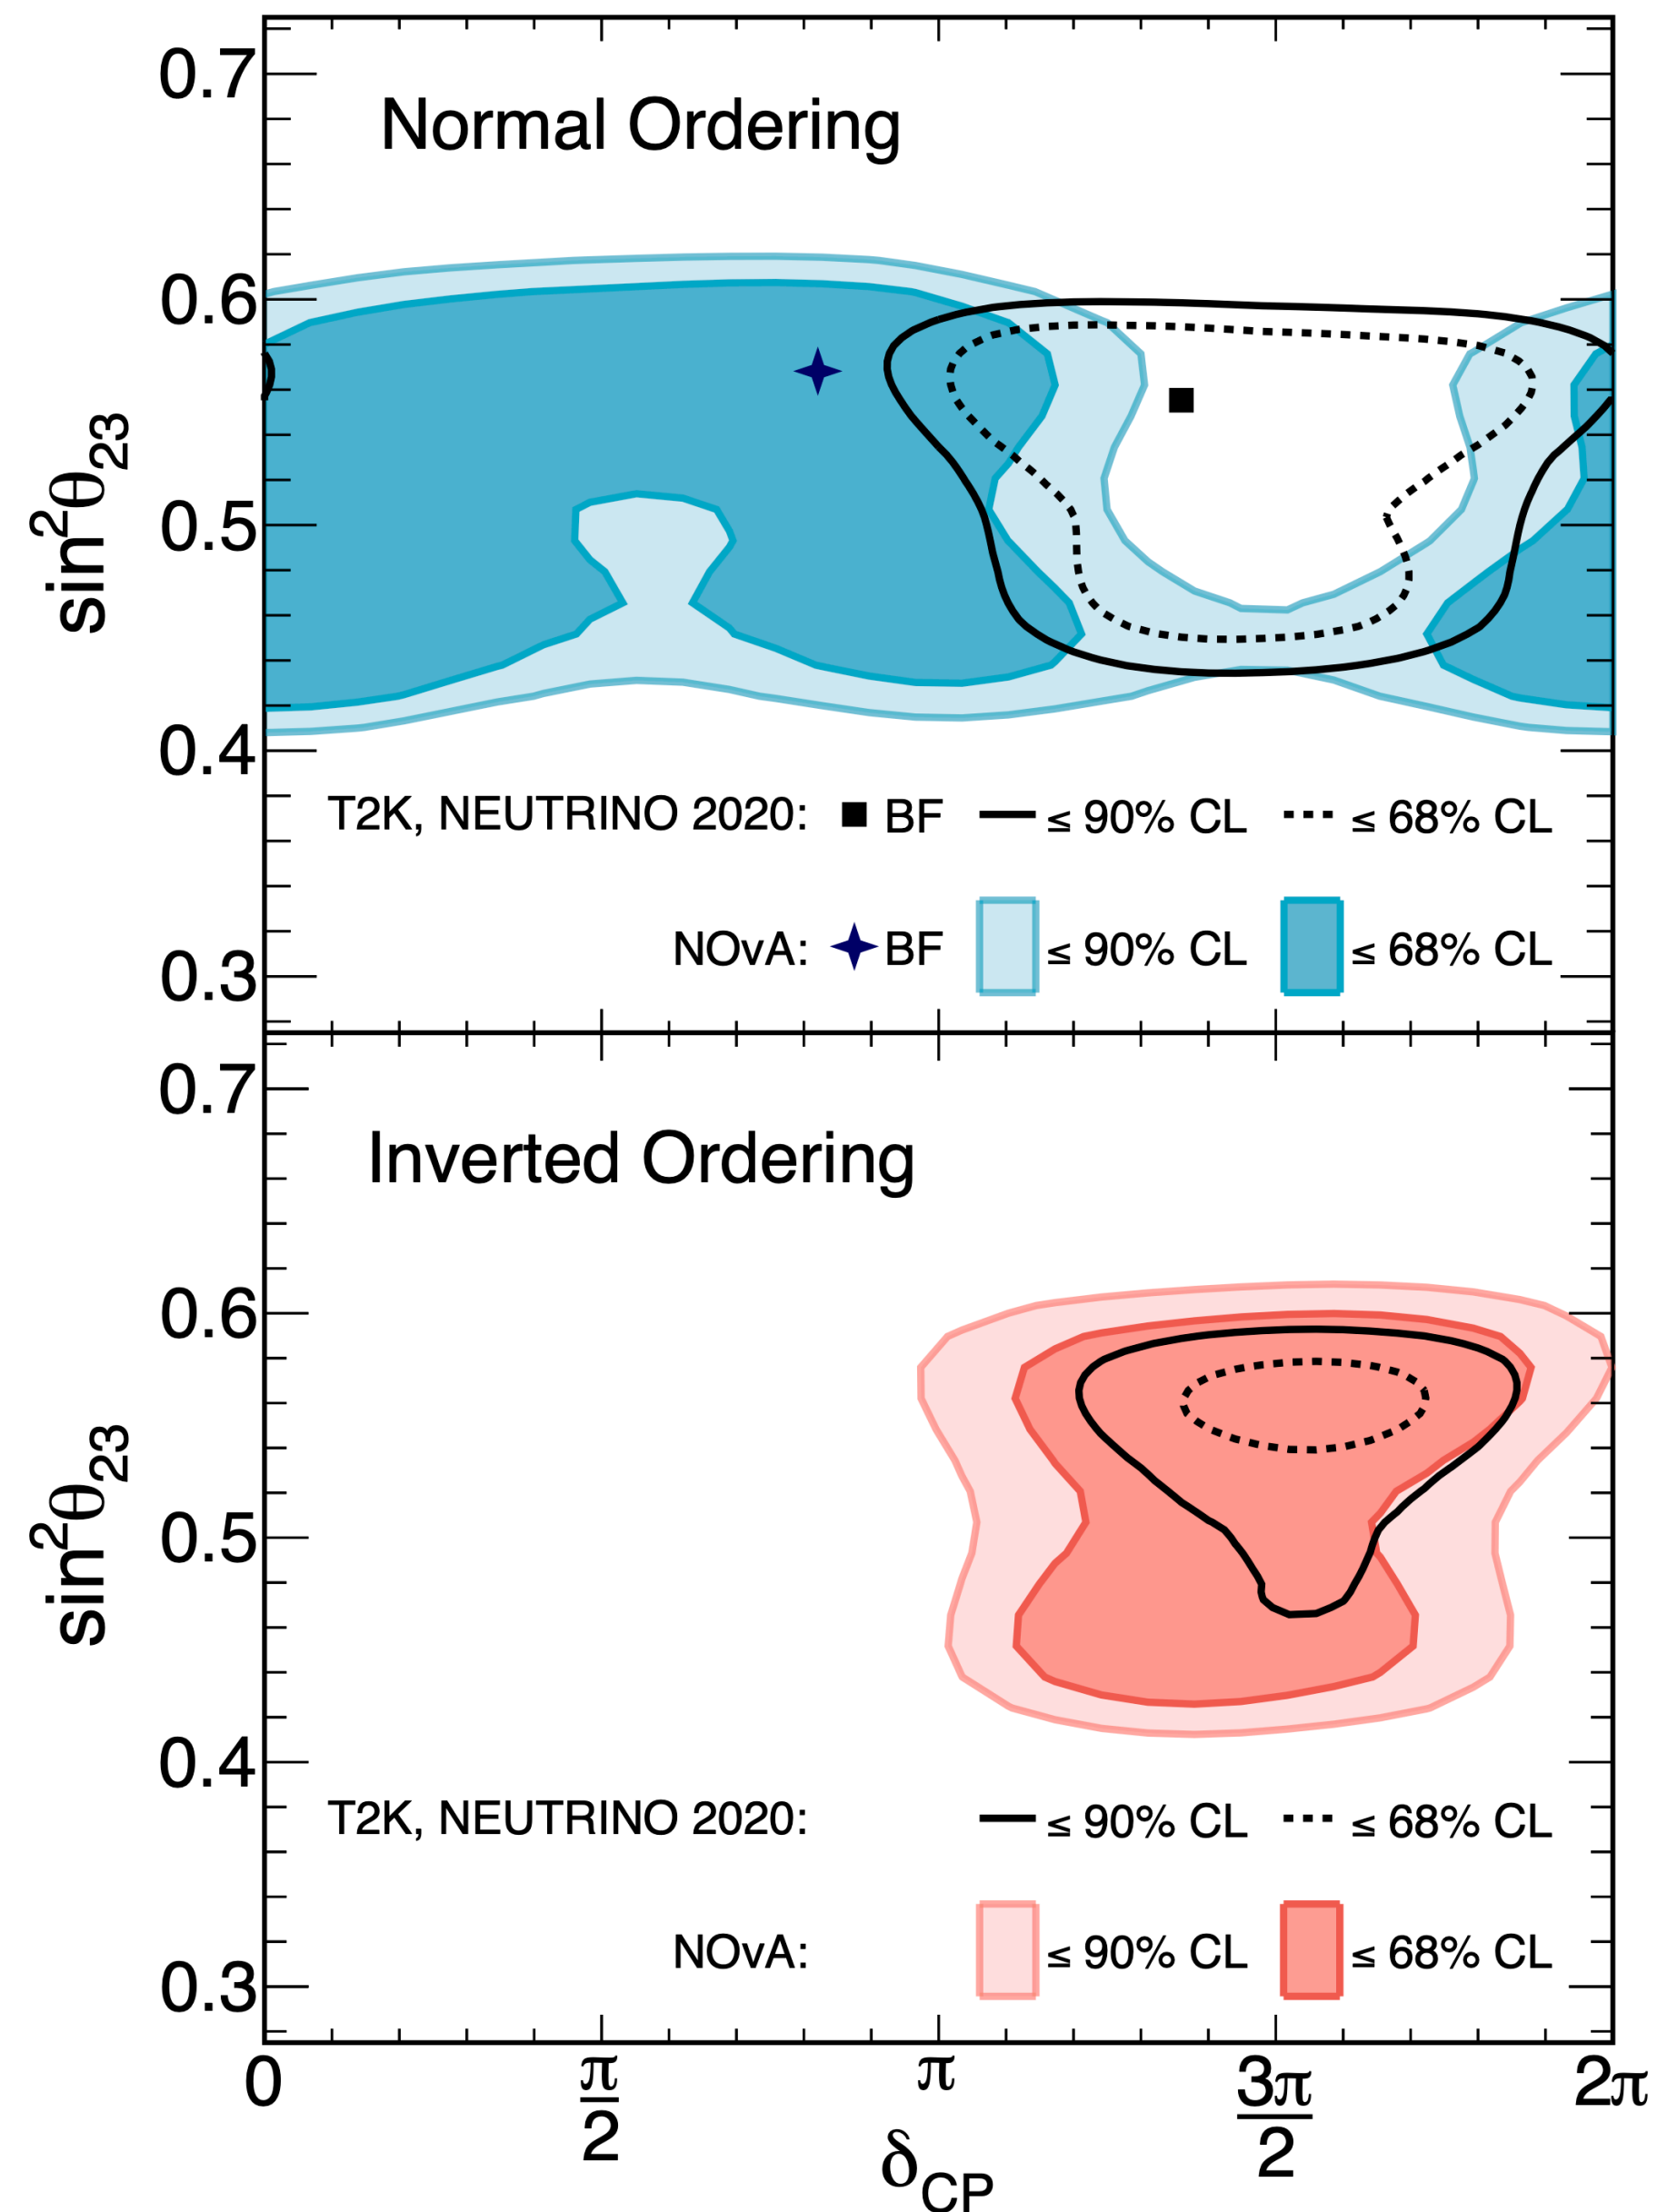 0.7
Normal Ordering
0.6
sin²θ₂₃
0.5
0.4
T2K, NEUTRINO 2020: BF ≤ 90% CL ≤ 68% CL
NOvA: BF ≤ 90% CL ≤ 68% CL
0.3
0.7
Inverted Ordering
0.6
sin²θ₂₃
0.5
0.4
T2K, NEUTRINO 2020: ≤ 90% CL ≤ 68% CL
NOvA: ≤ 90% CL ≤ 68% CL
0.3
0 π/2 π 3π/2 2π
δCP